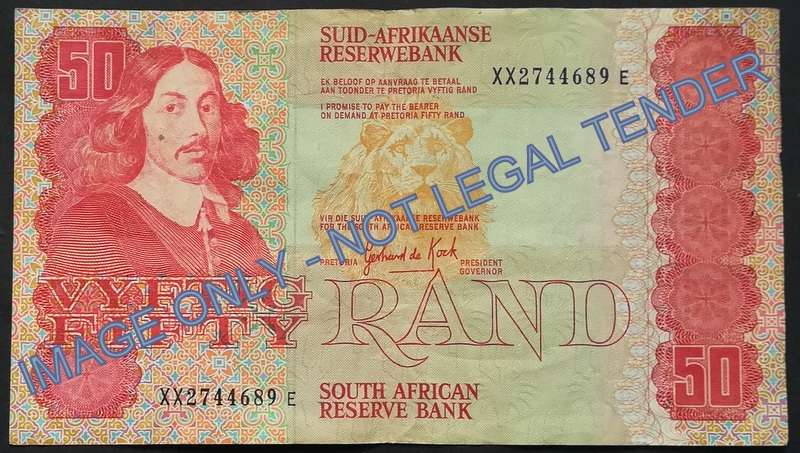 50
SUID-AFRIKAANSE
RESERWEBANK
XX2744689 E
EK BELOOF OP AANVRAAG TE BETAAL
AAN TOONDER TE PRETORIA VYFTIG RAND
I PROMISE TO PAY THE BEARER
ON DEMAND AT PRETORIA FIFTY RAND
IMAGE ONLY - NOT LEGAL TENDER
VIR DIE SUID-AFRIKAANSE RESERWEBANK
FOR THE SOUTH AFRICAN RESERVE BANK
Gerhard de Kock
PRETORIA PRESIDENT
GOVERNOR
VYFTIG
FIFTY
RAND
50
XX2744689 E
SOUTH AFRICAN
RESERVE BANK